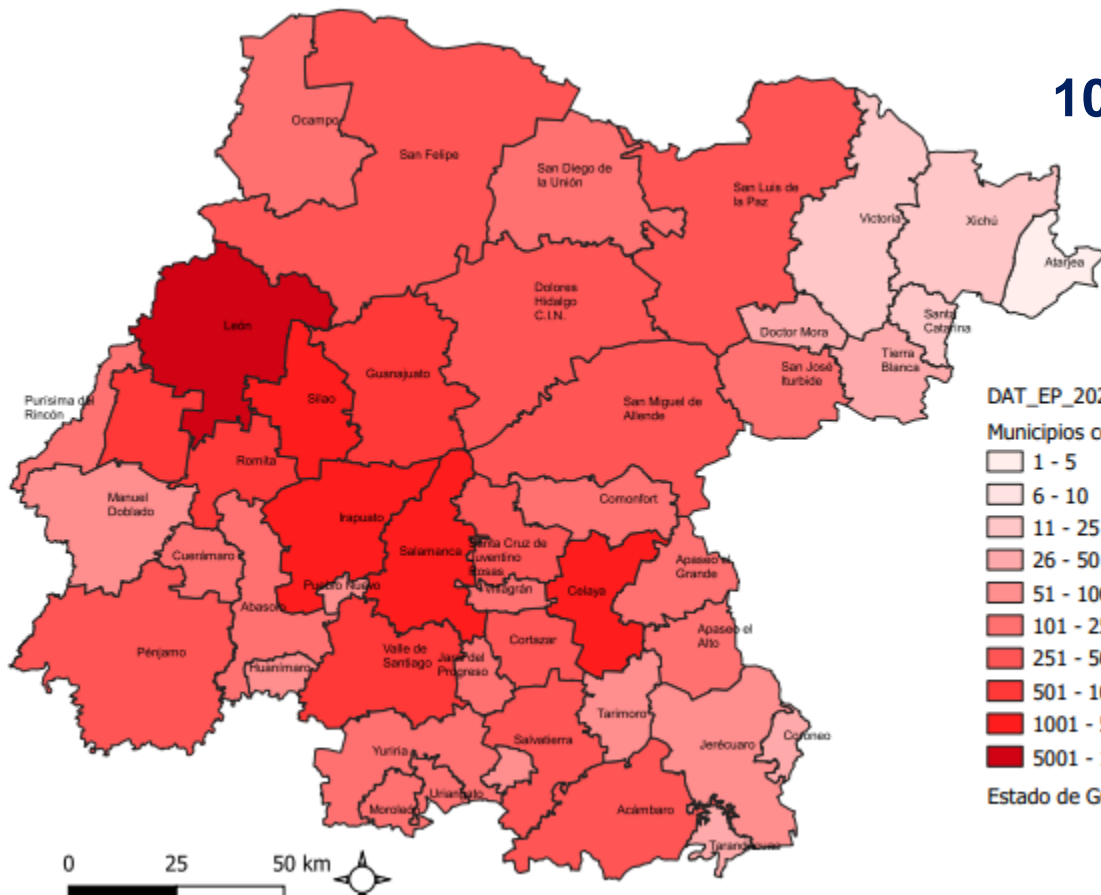 10
Ocampo
San Felipe
San Diego de
la Unión
San Luis de
la Paz
Victoria
Xichú
Atarjea
Dolores
Hidalgo
C.I.N.
León
Doctor Mora
Santa
Catarina
Tierra
Blanca
San José
Iturbide
Guanajuato
Silao
San Miguel de
Allende
Purísima del
Rincón
Romita
Manuel
Doblado
Comonfort
Irapuato
Salamanca
Santa Cruz de
Juventino
Rosas
Cuerámaro
Apaseo el
Grande
Pueblo Nuevo
Villagrán
Celaya
Abasolo
Pénjamo
Valle de
Santiago
Jaral del
Progreso
Cortazar
Apaseo el
Alto
Huanímaro
Tarimoro
Yuriria
Salvatierra
Jerécuaro
Coroneo
Moroleón
Uriangato
Acámbaro
Tarandacuao
DAT_EP_202
Municipios c
1 - 5
6 - 10
11 - 25
26 - 50
51 - 100
101 - 25
251 - 50
501 - 10
1001 - 5
5001 -
Estado de G
0 25 50 km